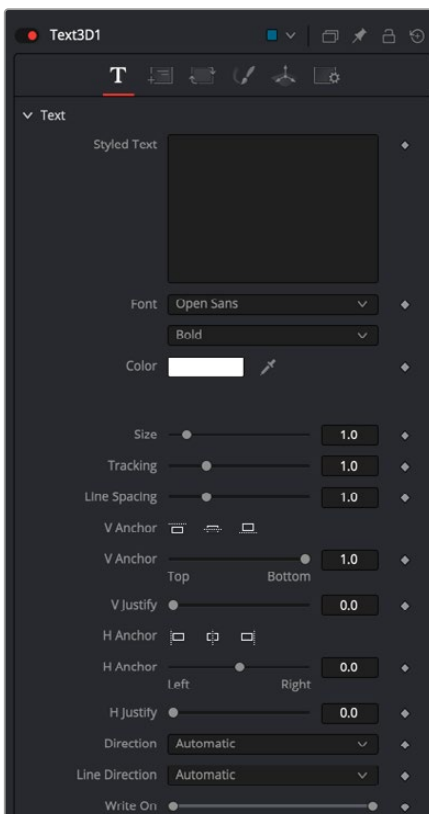 Text3D1
T
Text
Styled Text
Font Open Sans
Bold
Color
Size 1.0
Tracking 1.0
Line Spacing 1.0
V Anchor
V Anchor 1.0
Top Bottom
V Justify 0.0
H Anchor
H Anchor 0.0
Left Right
H Justify 0.0
Direction Automatic
Line Direction Automatic
Write On